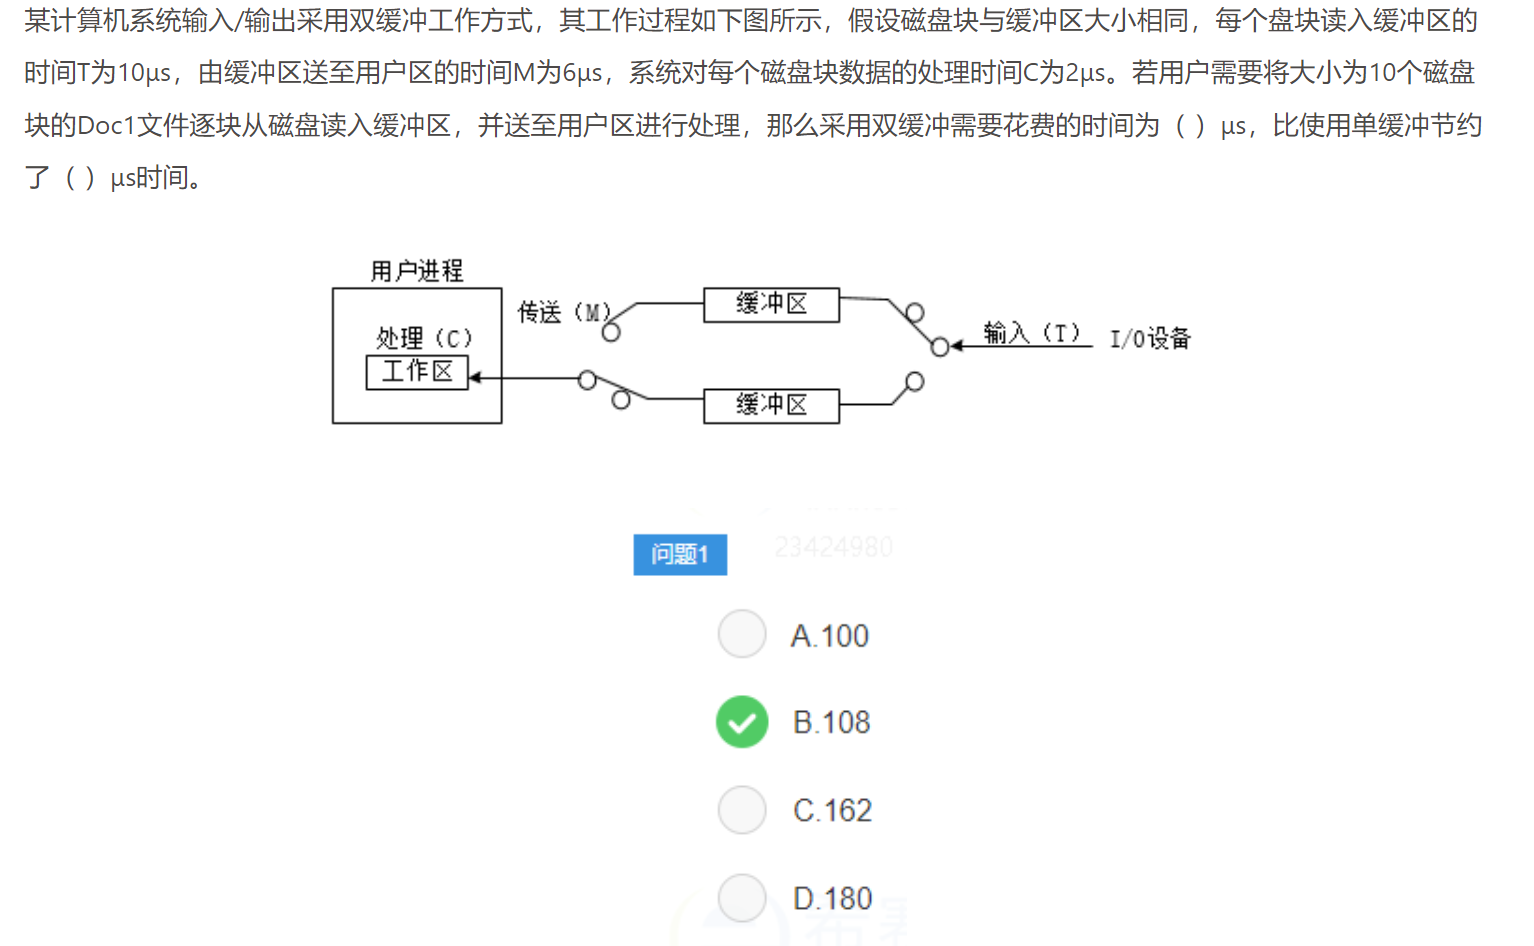 某计算机系统输入/输出采用双缓冲工作方式，其工作过程如下图所示，假设磁盘块与缓冲区大小相同，每个盘块读入缓冲区的
时间T为10μs，由缓冲区送至用户区的时间M为6μs，系统对每个磁盘块数据的处理时间C为2μs。若用户需要将大小为10个磁盘
块的Doc1文件逐块从磁盘读入缓冲区，并送至用户区进行处理，那么采用双缓冲需要花费的时间为（ ）μs，比使用单缓冲节约
了（ ）μs时间。
用户进程
传送（M）
缓冲区
处理（C）
输入（T）
I/O设备
工作区
缓冲区
问题1
23424980
A.100
B.108
C.162
D.180